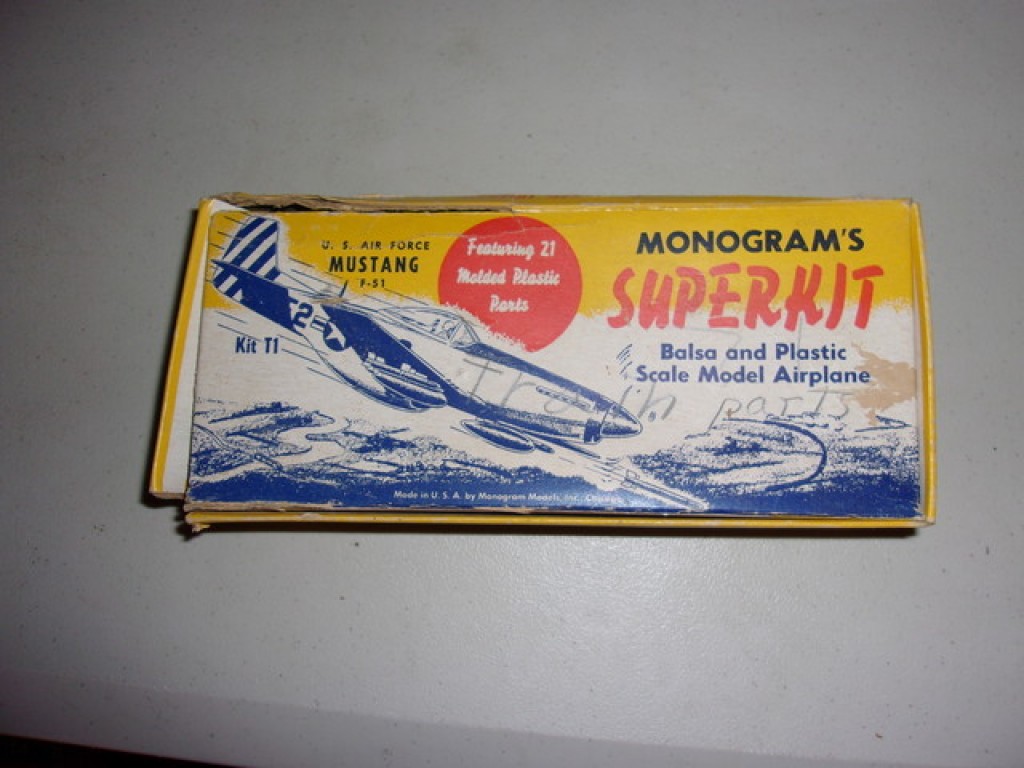 U. S. AIR FORCE
MUSTANG
F-51
Kit T1
2
Featuring 21
Molded Plastic
Parts
MONOGRAM'S
SUPERKIT
Balsa and Plastic
Scale Model Airplane
parts
Made in U. S. A. by Monogram Models, Inc.